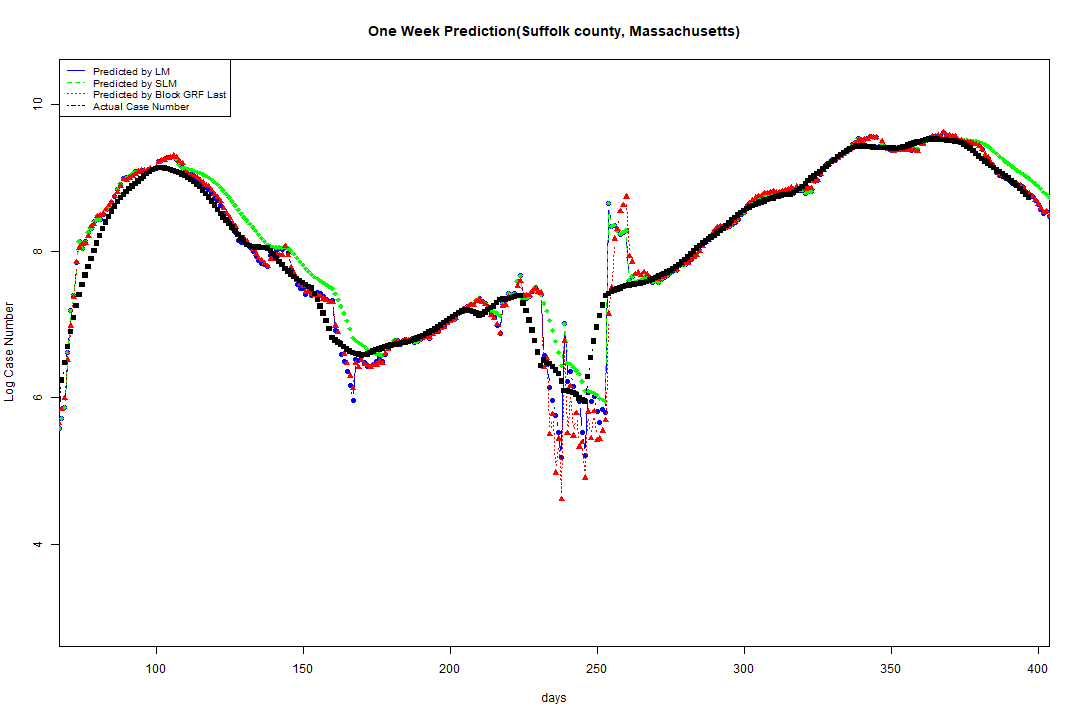 One Week Prediction(Suffolk county, Massachusetts)
Predicted by LM
Predicted by SLM
Predicted by Block GRF Last
Actual Case Number
Log Case Number
10
8
6
4
100 150 200 250 300 350 400
days